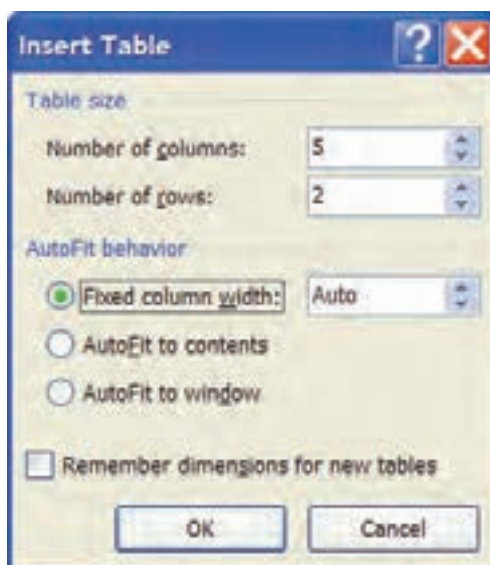 Insert Table
Table size
Number of columns: 5
Number of rows: 2
AutoFit behavior
Fixed column width: Auto
AutoFit to contents
AutoFit to window
Remember dimensions for new tables
OK Cancel